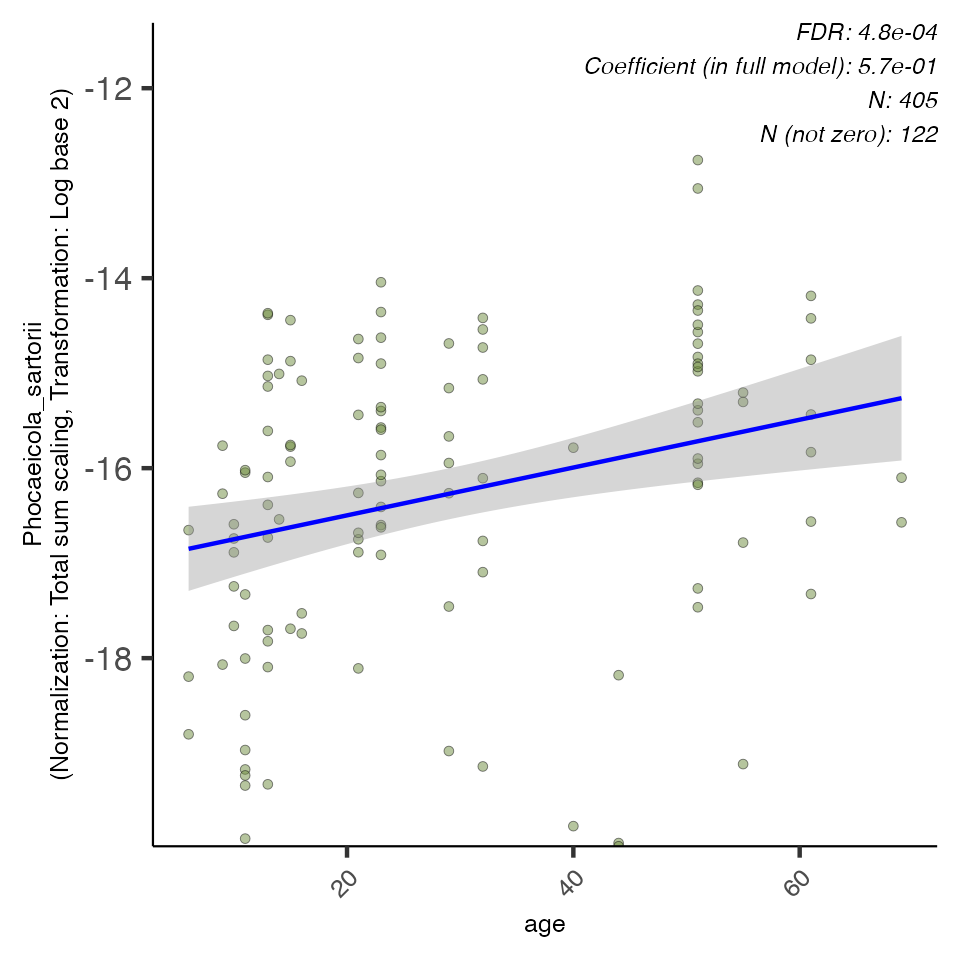 FDR: 4.8e-04
Coefficient (in full model): 5.7e-01
N: 405
N (not zero): 122
Phocaeicola_sartorii
(Normalization: Total sum scaling, Transformation: Log base 2)
-12
-14
-16
-18
20
40
60
age